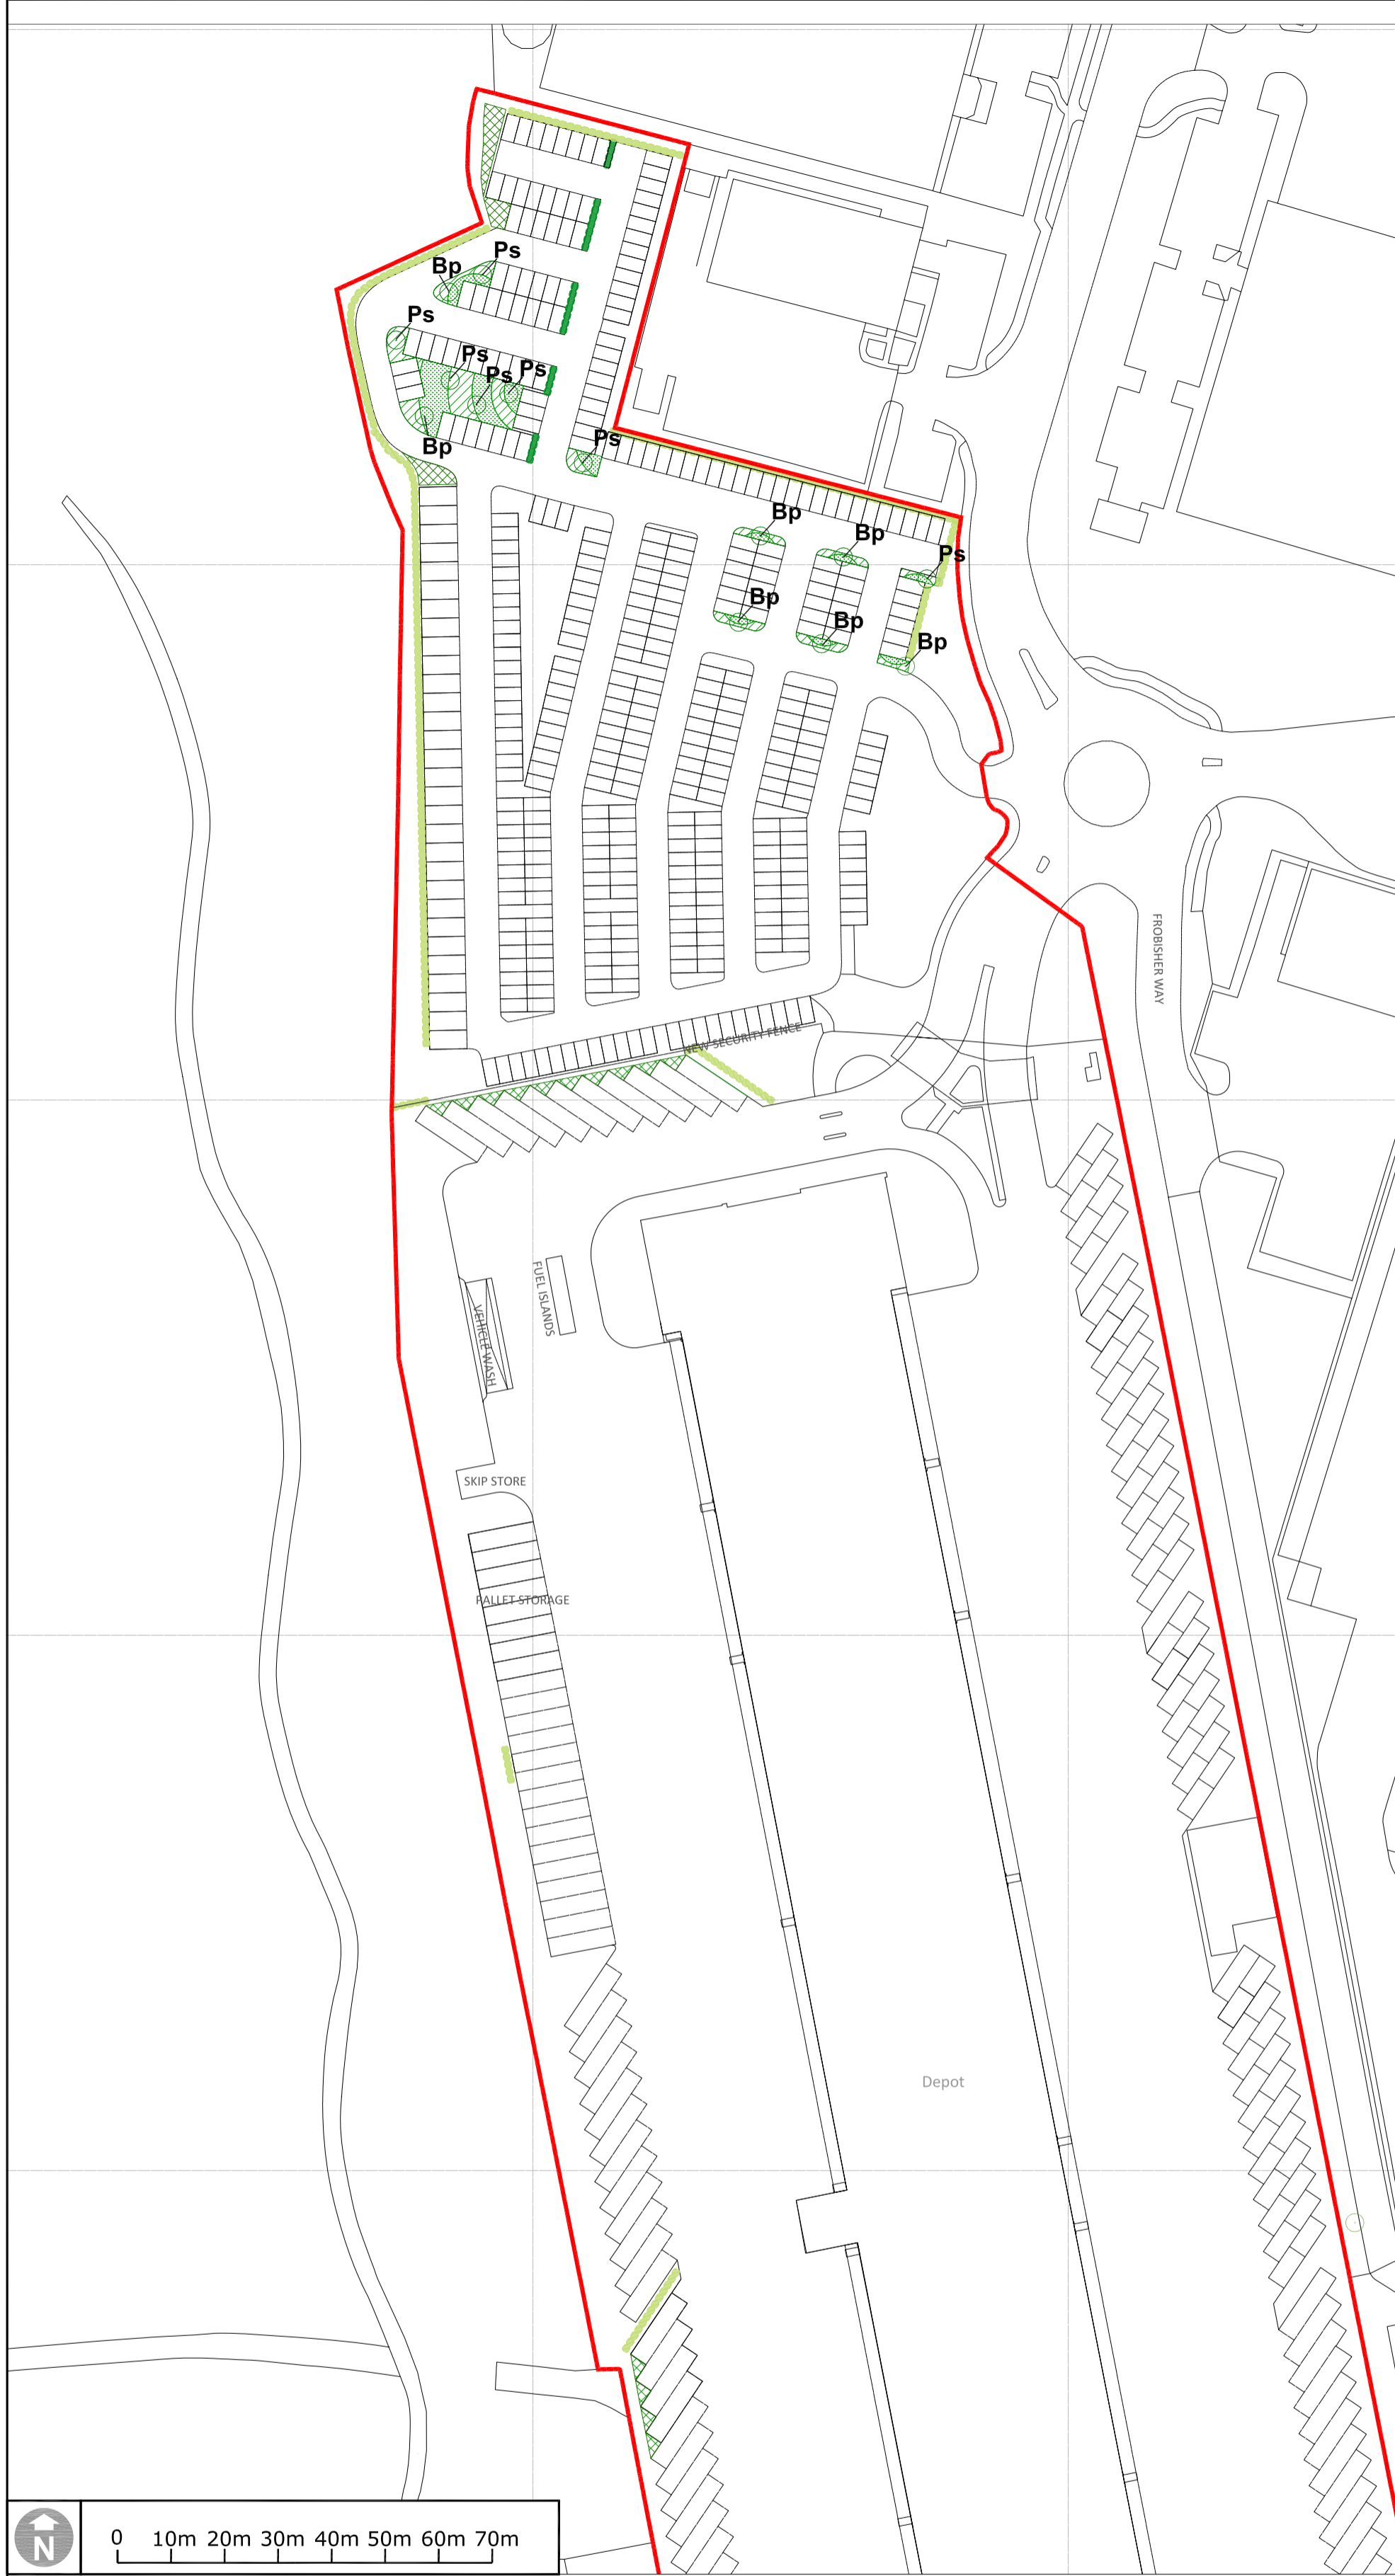 Ps
Bp
Ps
Ps
Ps
Ps
Bp
Ps
Bp
Bp
Ps
Bp
Bp
Bp
FROBISHER WAY
NEW SECURITY FENCE
FUEL ISLANDS
VEHICLE WASH
SKIP STORE
PALLET STORAGE
Depot
N
0 10m 20m 30m 40m 50m 60m 70m